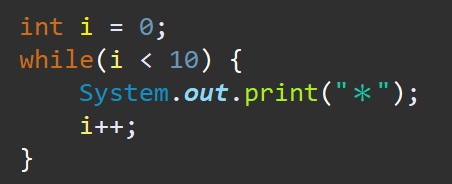 int i = 0;
while(i < 10) {
    System.out.print("＊");
    i++;
}